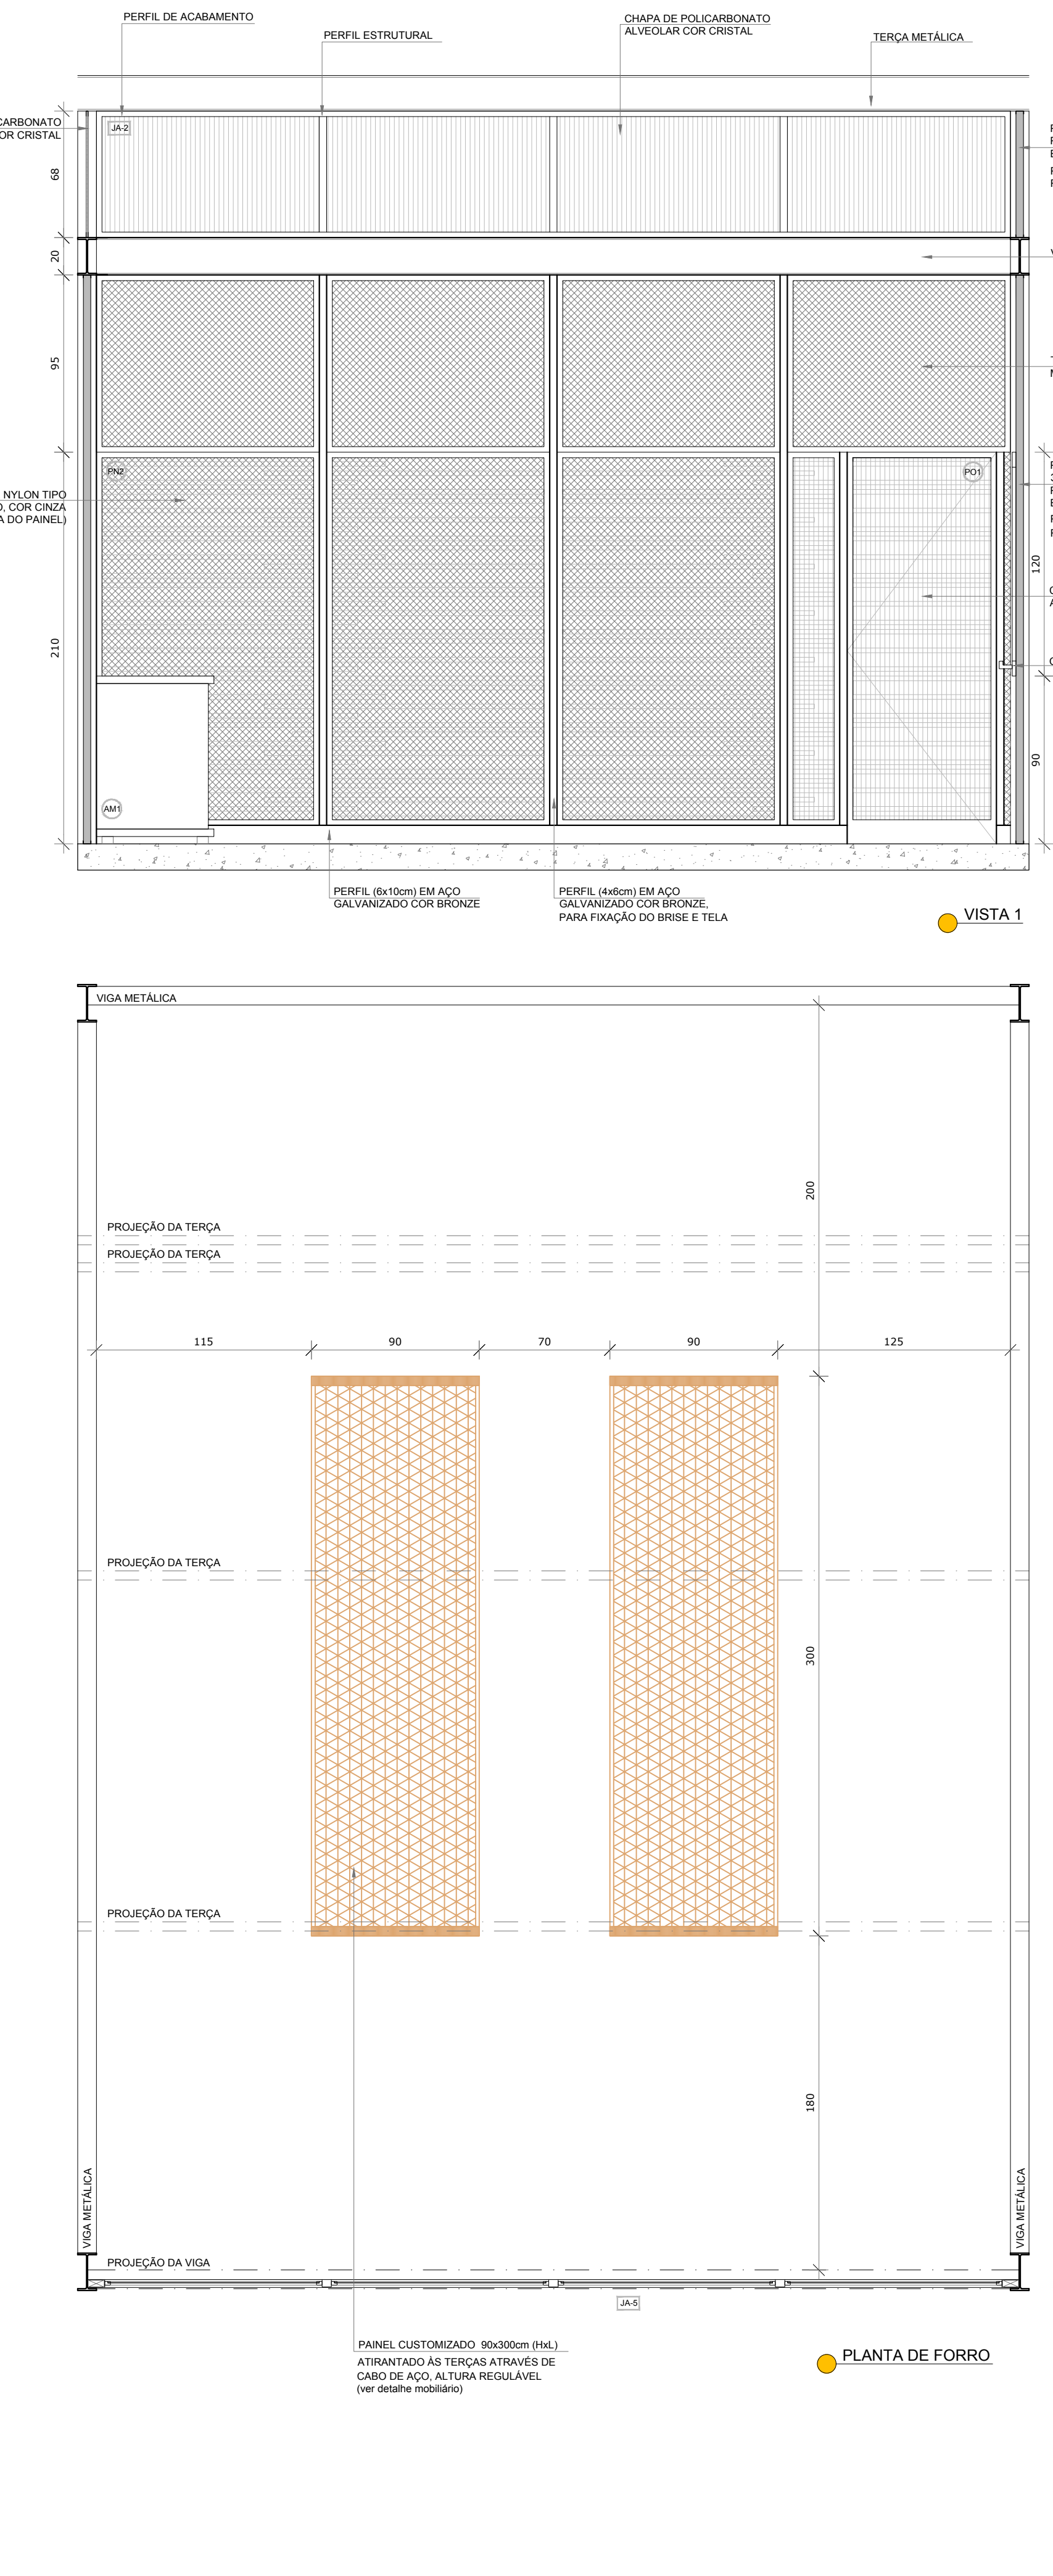 PERFIL DE ACABAMENTO
PERFIL ESTRUTURAL
CHAPA DE POLICARBONATO
ALVEOLAR COR CRISTAL
TERÇA METÁLICA
CARBONATO
OR CRISTAL
JA-2
68
20
95
PN2
PO1
NYLON TIPO
O, COR CINZA
A DO PAINEL)
120
210
90
AM1
PERFIL (6x10cm) EM AÇO
GALVANIZADO COR BRONZE
PERFIL (4x6cm) EM AÇO
GALVANIZADO COR BRONZE,
PARA FIXAÇÃO DO BRISE E TELA
VISTA 1
VIGA METÁLICA
200
PROJEÇÃO DA TERÇA
PROJEÇÃO DA TERÇA
115
90
70
90
125
PROJEÇÃO DA TERÇA
300
PROJEÇÃO DA TERÇA
180
VIGA METÁLICA
VIGA METÁLICA
PROJEÇÃO DA VIGA
JA-5
PAINEL CUSTOMIZADO 90x300cm (HxL)
ATIRANTADO ÀS TERÇAS ATRAVÉS DE
CABO DE AÇO, ALTURA REGULÁVEL
(ver detalhe mobiliário)
PLANTA DE FORRO